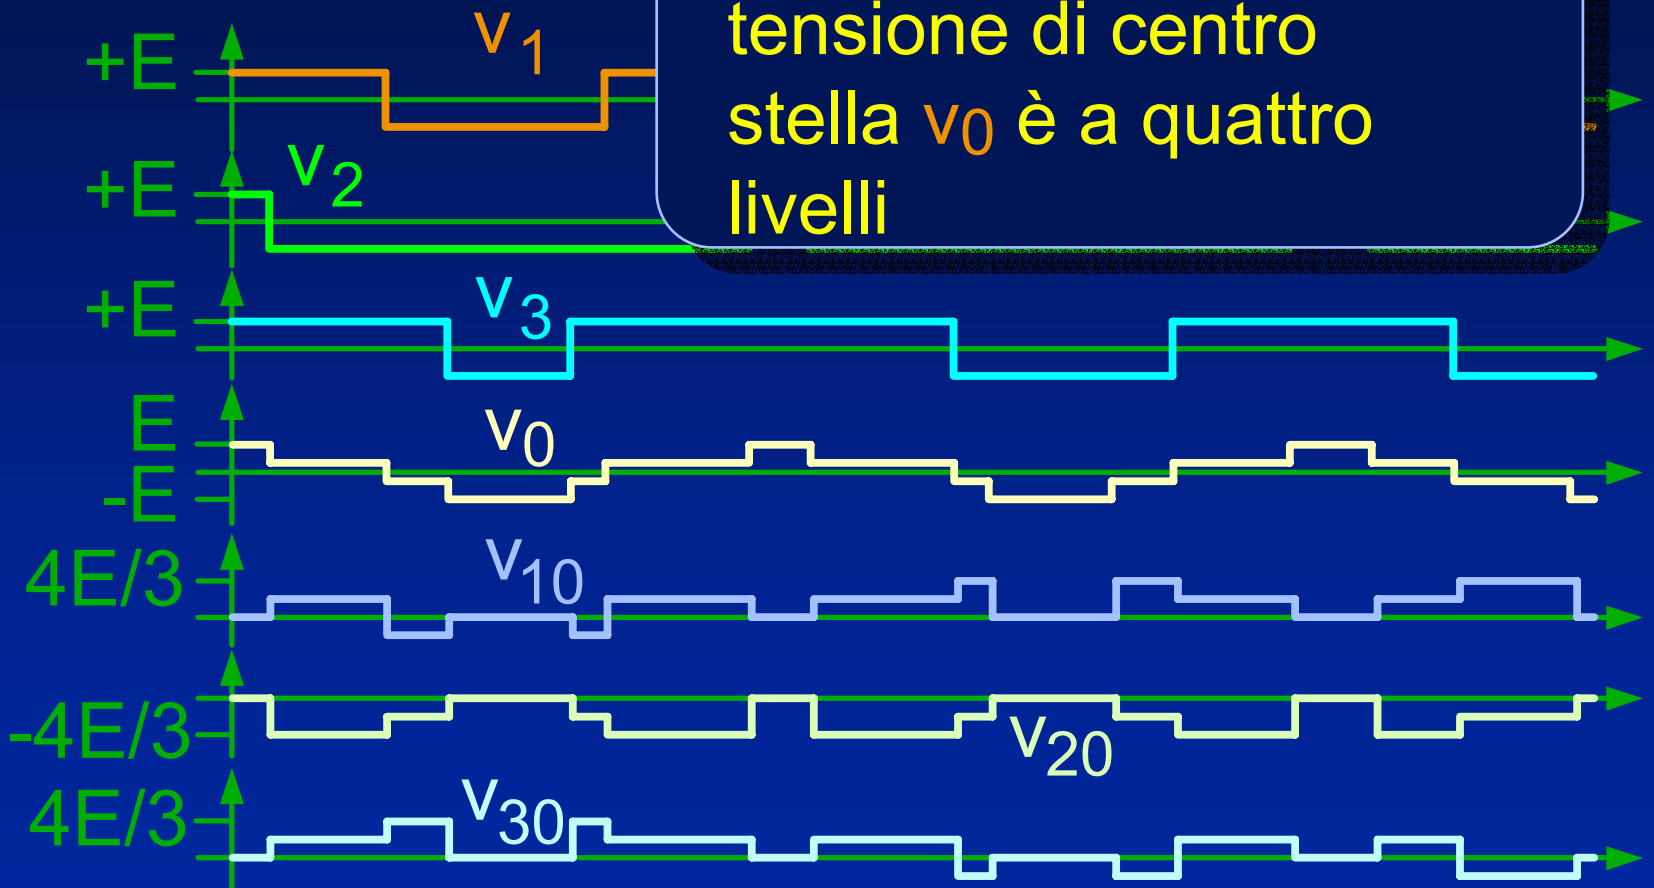 tensione di centro
stella v0 è a quattro
livelli
+E
v1
+E
v2
+E
v3
E
-E
v0
4E/3
v10
-4E/3
v20
4E/3
v30